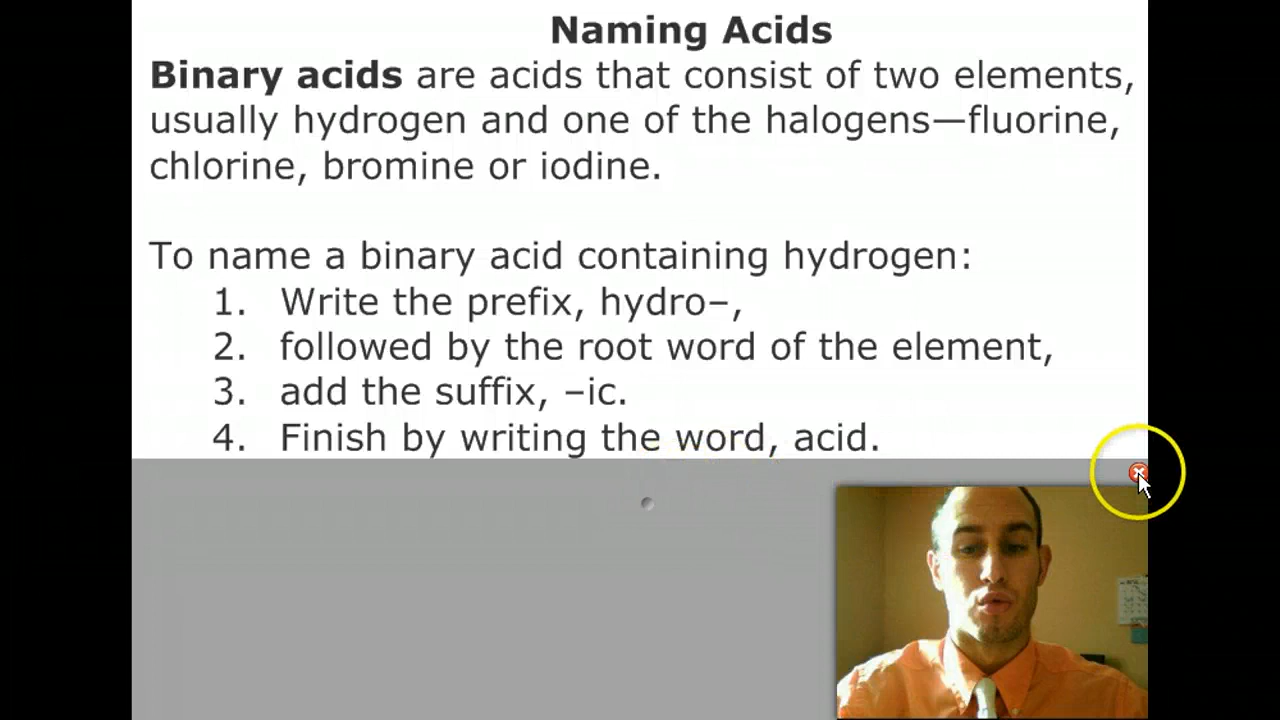 Naming Acids
Binary acids are acids that consist of two elements,
usually hydrogen and one of the halogens—fluorine,
chlorine, bromine or iodine.
To name a binary acid containing hydrogen:
1. Write the prefix, hydro–,
2. followed by the root word of the element,
3. add the suffix, –ic.
4. Finish by writing the word, acid.